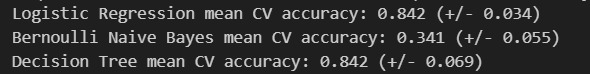 Logistic Regression mean CV accuracy: 0.842 (+/- 0.034)
Bernoulli Naive Bayes mean CV accuracy: 0.341 (+/- 0.055)
Decision Tree mean CV accuracy: 0.842 (+/- 0.069)